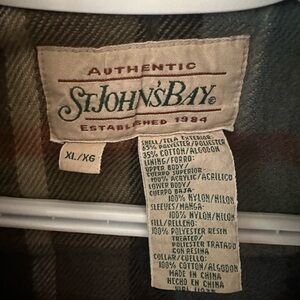 AUTHENTIC
ST.JOHN'S BAY®
ESTABLISHED 1984
XL/XG
SHELL/TELA EXTERIOR:
65% POLYESTER/POLIESTER
35% COTTON/ALGODON
LINING/FORRO:
UPPER BODY/
CUERPO SUPERIOR:
100% ACRYLIC/ACRILICO
LOWER BODY/
CUERPO BAJA:
100% NYLON/NILON
SLEEVES/MANGA:
100% NYLON/NILON
FILL/RELLENO:
100% POLYESTER RESIN
TREATED/
POLIESTER TRATADO
CON RESINA
COLLAR/CUELLO:
100% COTTON/ALGODON
MADE IN CHINA
HECHO EN CHINA